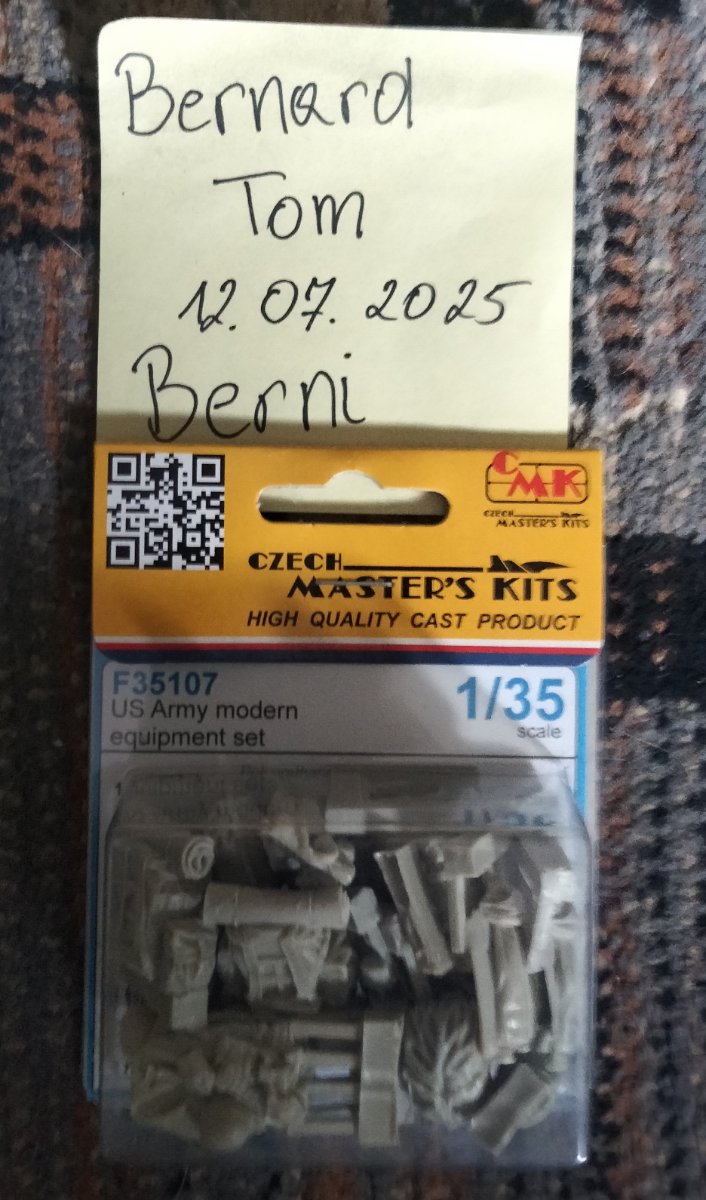 Bernard
Tom
12.07.2025
Berni
CMK
CZECH
MASTER'S KITS
CZECH
MASTER'S KITS
HIGH QUALITY CAST PRODUCT
F35107
1/35
US Army modern
scale
equipment set